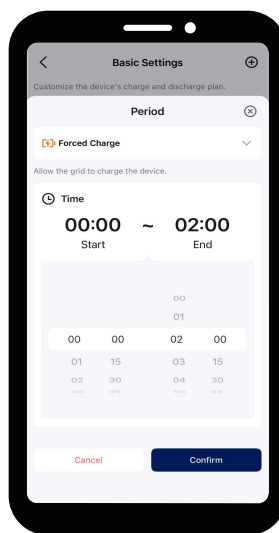 Basic Settings
Customize the device's charge and discharge plan.
Period
Forced Charge
Allow the grid to charge the device.
Time
00:00 ~ 02:00
Start End
00
01
00 00 02 00
01 15 03 15
02 30 04 30
Cancel Confirm